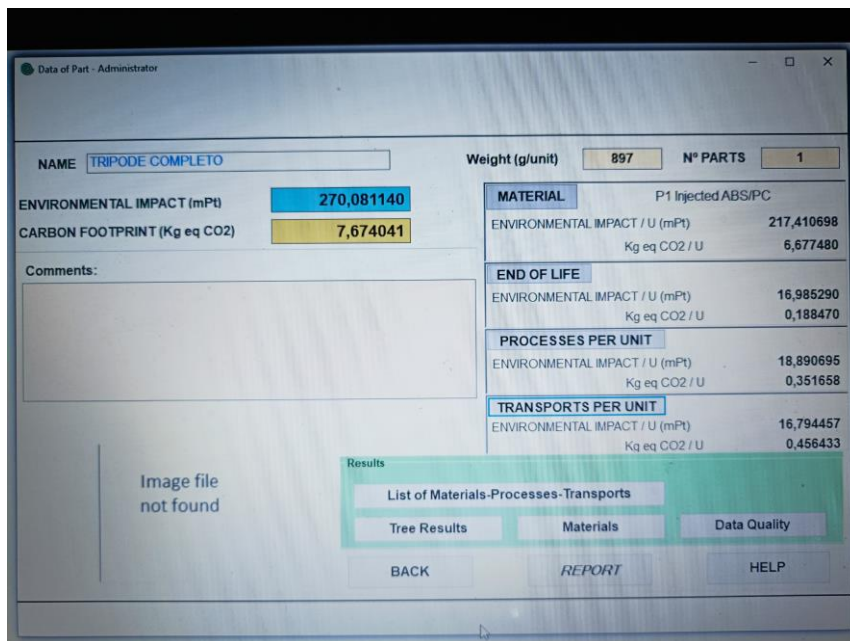 Data of Part - Administrator
NAME TRIPODE COMPLETO
Weight (g/unit) 897 Nº PARTS 1
ENVIRONMENTAL IMPACT (mPt) 270,081140
CARBON FOOTPRINT (Kg eq CO2) 7,674041
Comments:
MATERIAL P1 Injected ABS/PC
ENVIRONMENTAL IMPACT / U (mPt) 217,410698
Kg eq CO2 / U 6,677480
END OF LIFE
ENVIRONMENTAL IMPACT / U (mPt) 16,985290
Kg eq CO2 / U 0,188470
PROCESSES PER UNIT
ENVIRONMENTAL IMPACT / U (mPt) 18,890695
Kg eq CO2 / U 0,351658
TRANSPORTS PER UNIT
ENVIRONMENTAL IMPACT / U (mPt) 16,794457
Kg eq CO2 / U 0,456433
Image file
not found
Results
List of Materials-Processes-Transports
Tree Results Materials Data Quality
BACK REPORT HELP